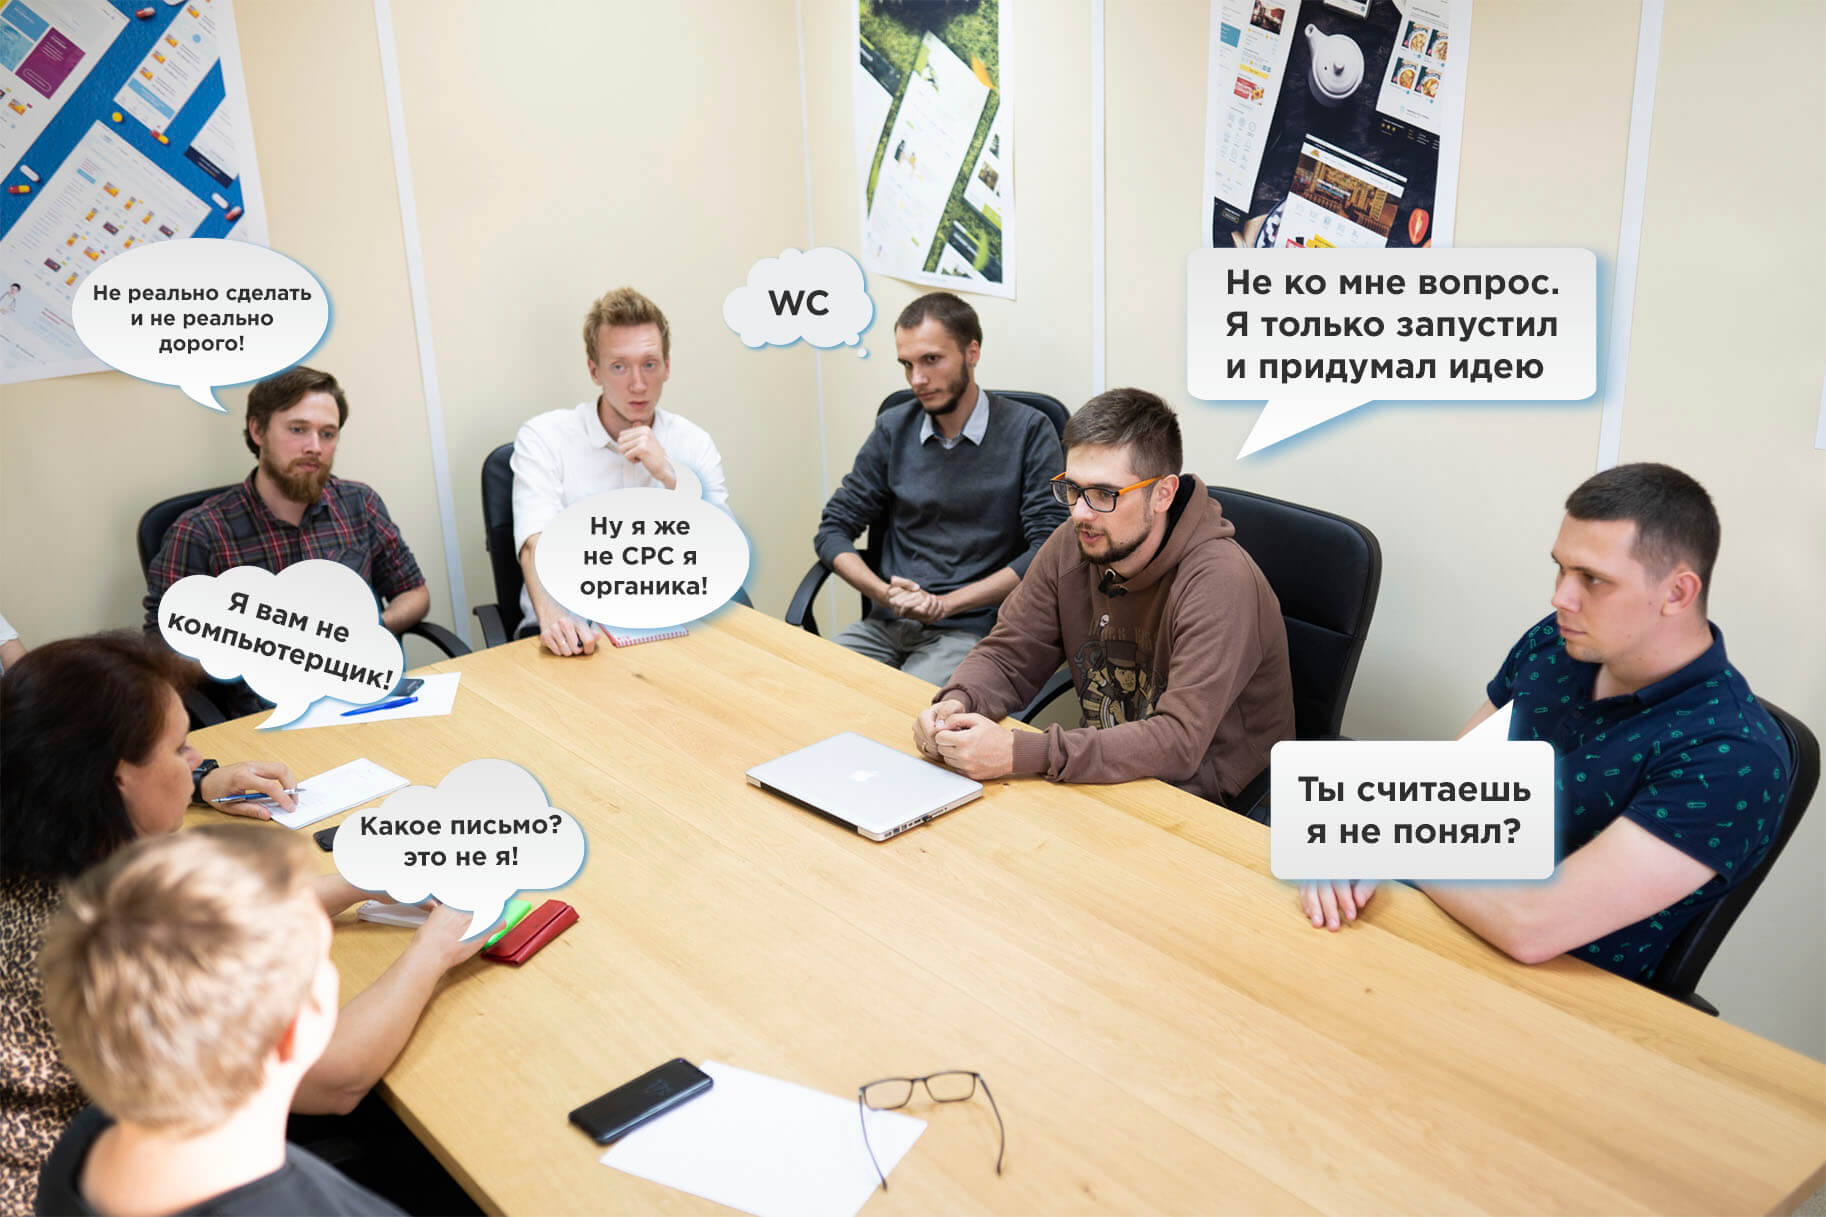 Не реально сделать
и не реально
дорого!
WC
Не ко мне вопрос.
Я только запустил
и придумал идею
Ну я же
не СРС я
органика!
Я вам не
компьютерщик!
Ты считаешь
я не понял?
Какое письмо?
это не я!